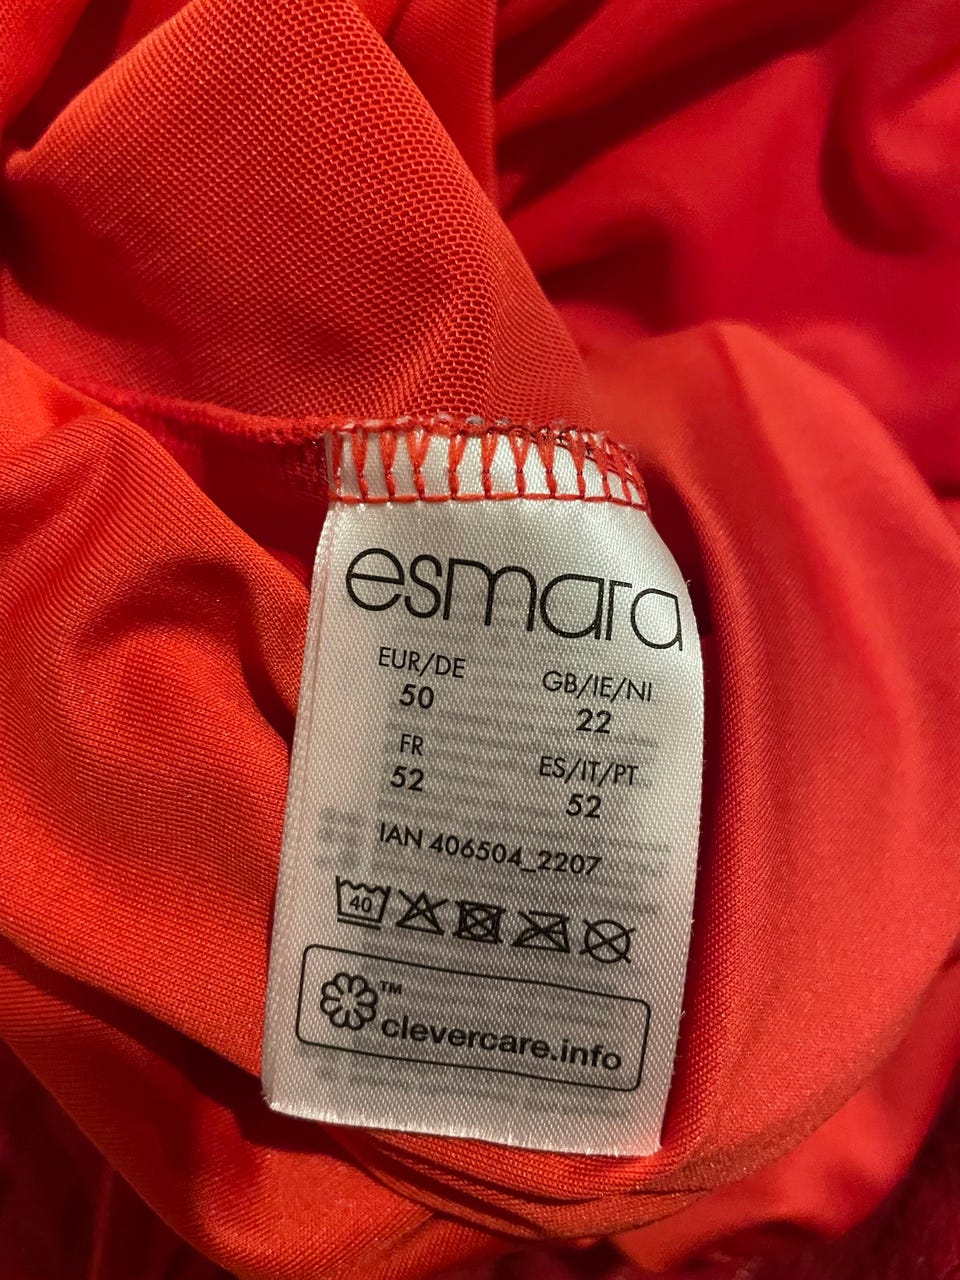 esmara
EUR/DE GB/IE/NI
50 22
FR ES/IT/PT
52 52
IAN 406504_2207
40
™
clevercare.info